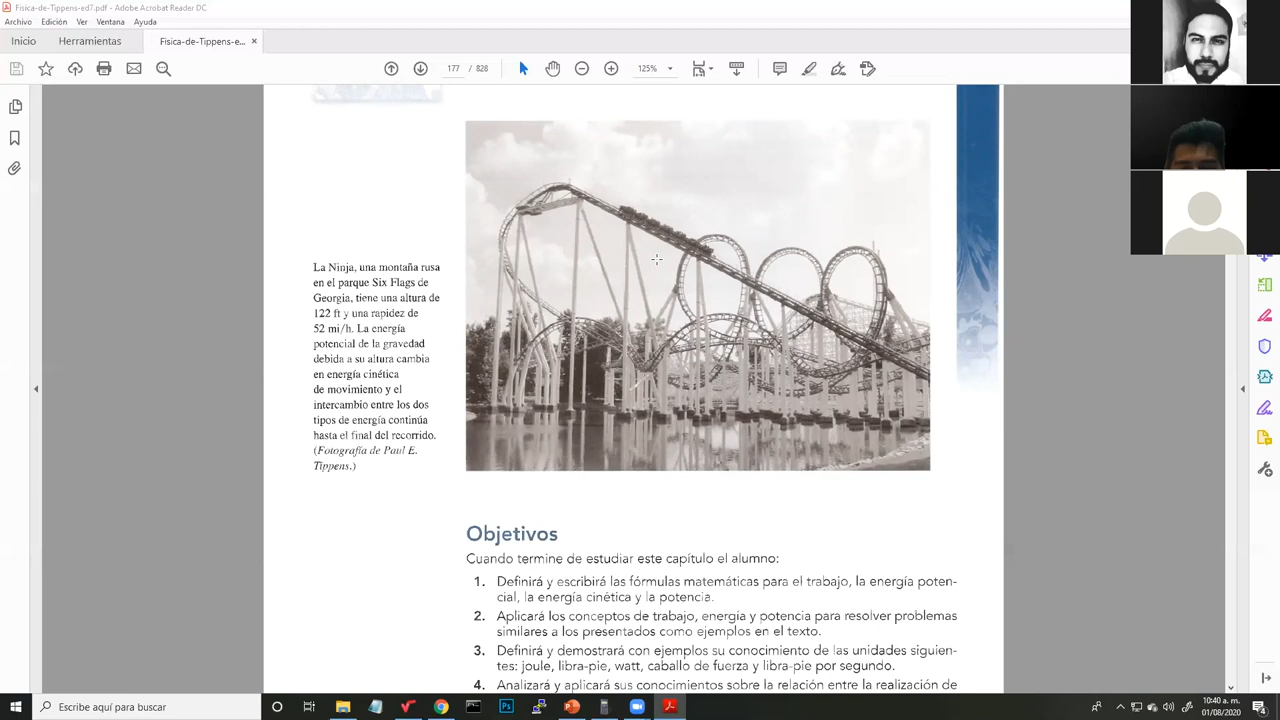 Fisica-de-Tippens-ed7.pdf - Adobe Acrobat Reader DC
Archivo Edición Ver Ventana Ayuda
Inicio Herramientas Fisica-de-Tippens-e... ×
177 / 828 125%
La Ninja, una montaña rusa
en el parque Six Flags de
Georgia, tiene una altura de
122 ft y una rapidez de
52 mi/h. La energía
potencial de la gravedad
debida a su altura cambia
en energía cinética
de movimiento y el
intercambio entre los dos
tipos de energía continúa
hasta el final del recorrido.
(Fotografía de Paul E.
Tippens.)
Objetivos
Cuando termine de estudiar este capítulo el alumno:
1. Definirá y escribirá las fórmulas matemáticas para el trabajo, la energía poten-
cial, la energía cinética y la potencia.
2. Aplicará los conceptos de trabajo, energía y potencia para resolver problemas
similares a los presentados como ejemplos en el texto.
3. Definirá y demostrará con ejemplos su conocimiento de las unidades siguien-
tes: joule, libra-pie, watt, caballo de fuerza y libra-pie por segundo.
4. Analizará y aplicará sus conocimientos sobre la relación entre la realización de
Escribe aquí para buscar
10:40 a. m.
01/08/2020